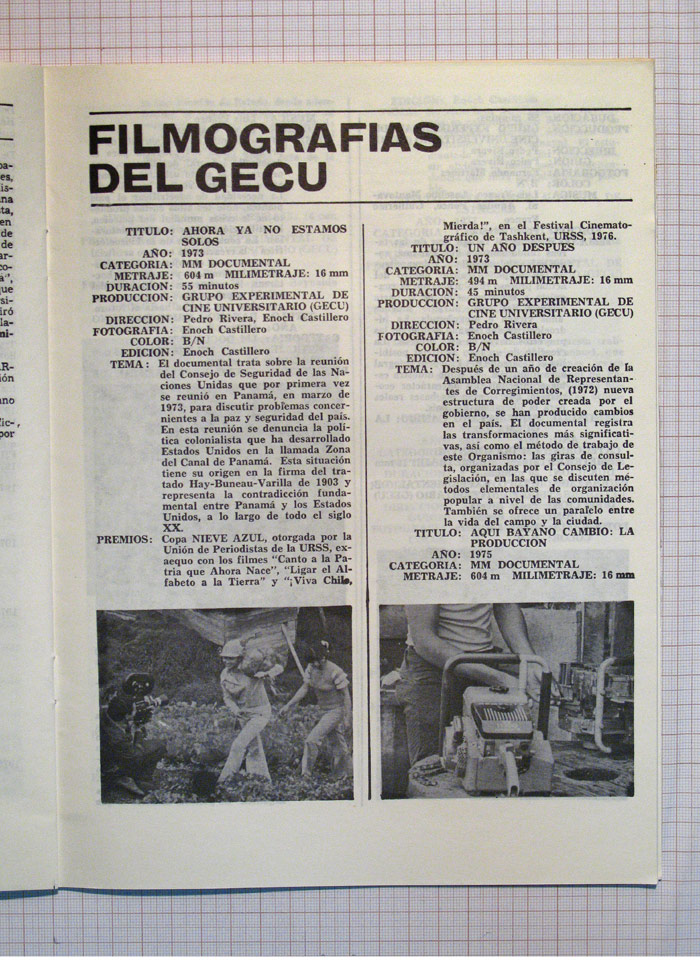 FILMOGRAFIAS
DEL GECU
TITULO: AHORA YA NO ESTAMOS
SOLOS
AÑO: 1973
CATEGORIA: MM DOCUMENTAL
METRAJE: 604 m MILIMETRAJE: 16 mm
DURACION: 55 minutos
PRODUCCION: GRUPO EXPERIMENTAL DE
CINE UNIVERSITARIO (GECU)
DIRECCION: Pedro Rivera, Enoch Castillero
FOTOGRAFIA: Enoch Castillero
COLOR: B/N
EDICION: Enoch Castillero
TEMA: El documental trata sobre la reunión
del Consejo de Seguridad de las Na-
ciones Unidas que por primera vez
se reunió en Panamá, en marzo de
1973, para discutir problemas concer-
nientes a la paz y seguridad del país.
En esta reunión se denuncia la polí-
tica colonialista que ha desarrollado
Estados Unidos en la llamada Zona
del Canal de Panamá. Esta situación
tiene su origen en la firma del tra-
tado Hay-Buneau-Varilla de 1903 y
representa la contradicción funda-
mental entre Panamá y los Estados
Unidos, a lo largo de todo el siglo
XX.
PREMIOS: Copa NIEVE AZUL, otorgada por la
Unión de Periodistas de la URSS, ex-
aequo con los filmes "Canto a la Pa-
tria que Ahora Nace", "Ligar el Al-
fabeto a la Tierra" y "¡Viva Chile,
Mierda!", en el Festival Cinemato-
gráfico de Tashkent, URSS, 1976.
TITULO: UN AÑO DESPUES
AÑO: 1973
CATEGORIA: MM DOCUMENTAL
METRAJE: 494 m MILIMETRAJE: 16 mm
DURACION: 45 minutos
PRODUCCION: GRUPO EXPERIMENTAL DE
CINE UNIVERSITARIO (GECU)
DIRECCION: Pedro Rivera
FOTOGRAFIA: Enoch Castillero
COLOR: B/N
EDICION: Enoch Castillero
TEMA: Después de un año de creación de la
Asamblea Nacional de Representan-
tes de Corregimientos, (1972) nueva
estructura de poder creada por el
gobierno, se han producido cambios
en el país. El documental registra
las transformaciones más significati-
vas, así como el método de trabajo de
este Organismo: las giras de consul-
ta, organizadas por el Consejo de Le-
gislación, en las que se discuten mé-
todos elementales de organización
popular a nivel de las comunidades.
También se ofrece un paralelo entre
la vida del campo y la ciudad.
TITULO: AQUI BAYANO CAMBIO: LA
PRODUCCION
AÑO: 1975
CATEGORIA: MM DOCUMENTAL
METRAJE: 604 m MILIMETRAJE: 16 mm